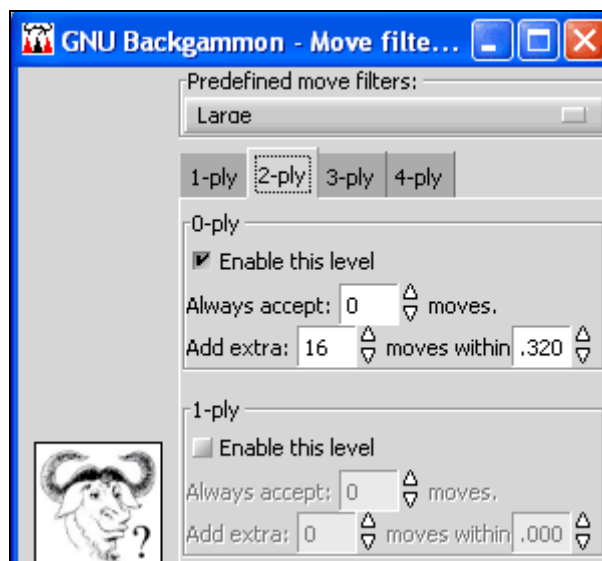 GNU Backgammon - Move filte...
Predefined move filters:
Large
1-ply 2-ply 3-ply 4-ply
0-ply
Enable this level
Always accept: 0 moves.
Add extra: 16 moves within .320
1-ply
Enable this level
Always accept: 0 moves.
Add extra: 0 moves within .000
?